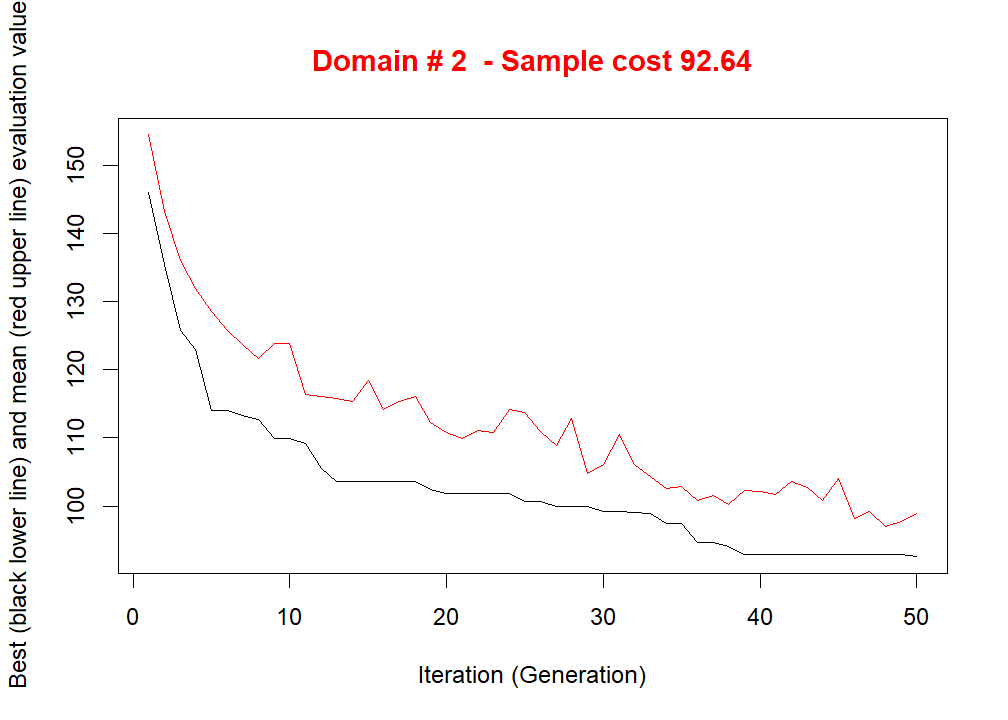 Domain # 2  - Sample cost 92.64
Best (black lower line) and mean (red upper line) evaluation value
150
140
130
120
110
100
0 10 20 30 40 50
Iteration (Generation)